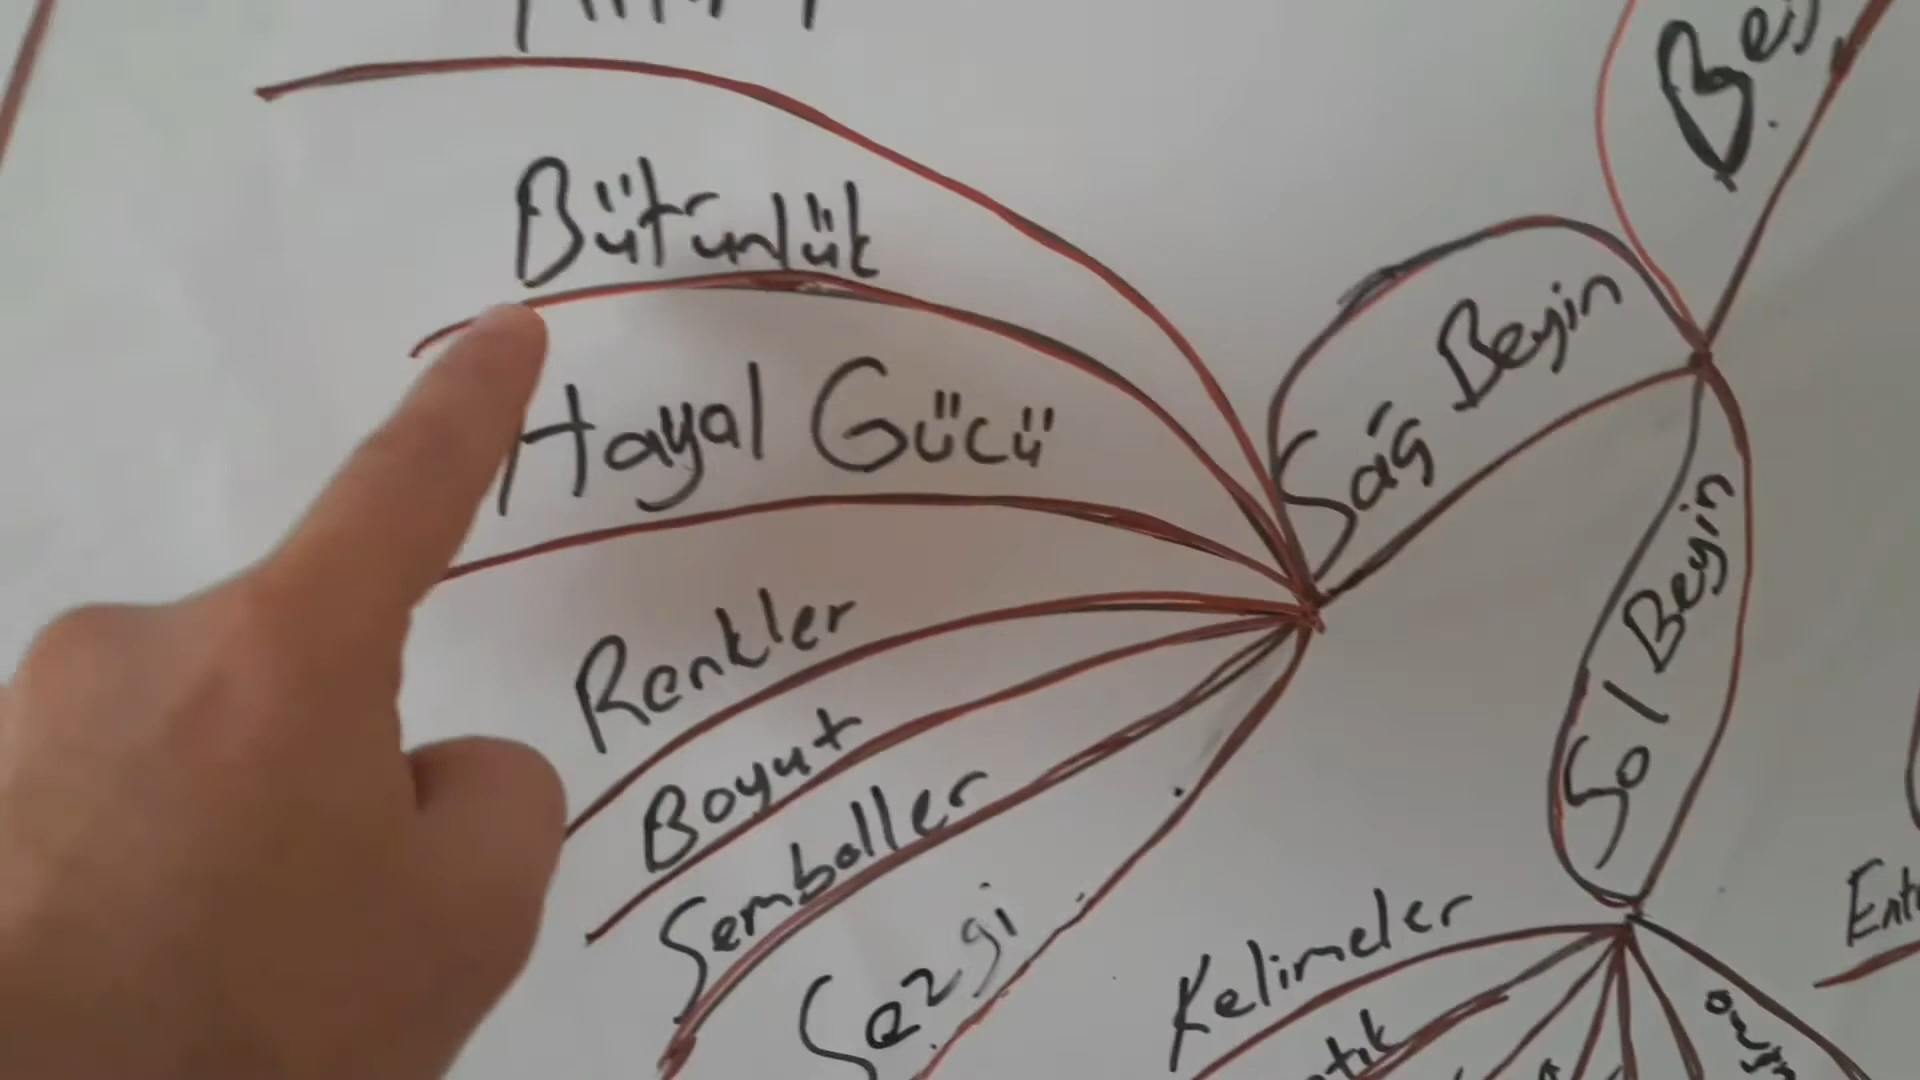 Bütünlük
Hayal Gücü
Renkler
Boyut
Semboller
Sezgi
Sağ Beyin
Sol Beyin
Kelimeler